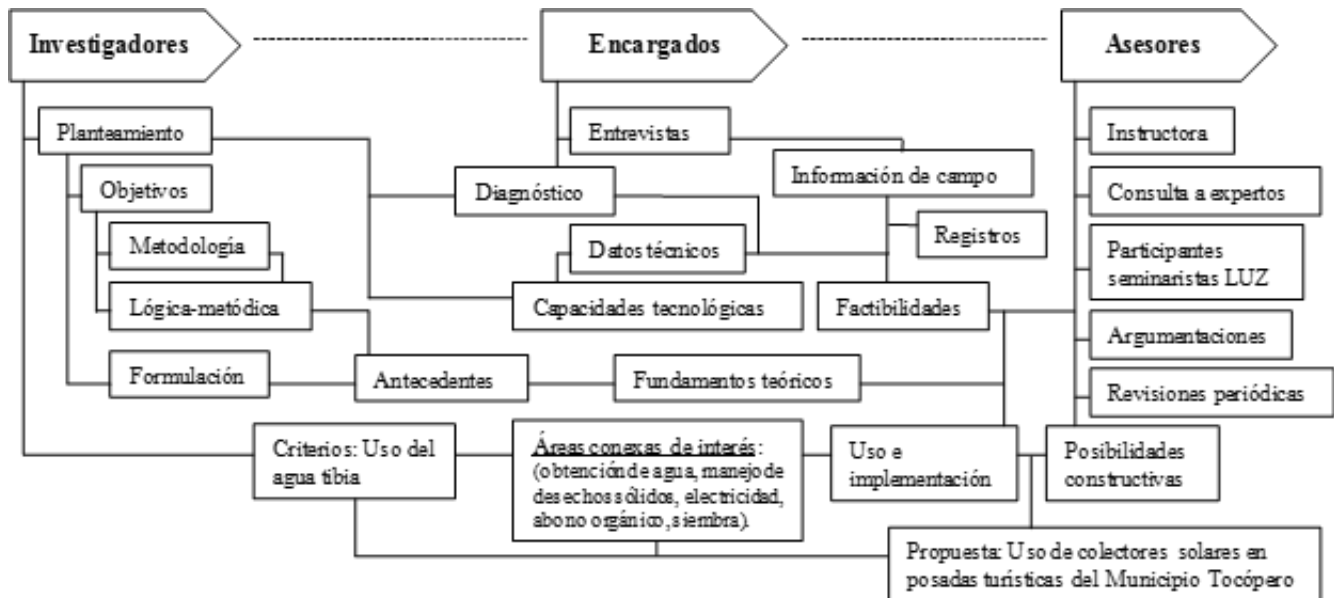 Investigadores
Encargados
Asesores
Planteamiento
Entrevistas
Instructora
Información de campo
Objetivos
Diagnóstico
Consulta a expertos
Metodología
Datos técnicos
Registros
Participantes
seminaristas LUZ
Lógica-metódica
Capacidades tecnológicas
Factibilidades
Argumentaciones
Formulación
Antecedentes
Fundamentos teóricos
Revisiones periódicas
Criterios: Uso del
agua tibia
Áreas conexas de interés:
(obtención de agua, manejo de
desechos sólidos, electricidad,
abono orgánico, siembra).
Uso e
implementación
Posibilidades
constructivas
Propuesta: Uso de colectores solares en
posadas turísticas del Municipio Tocópero